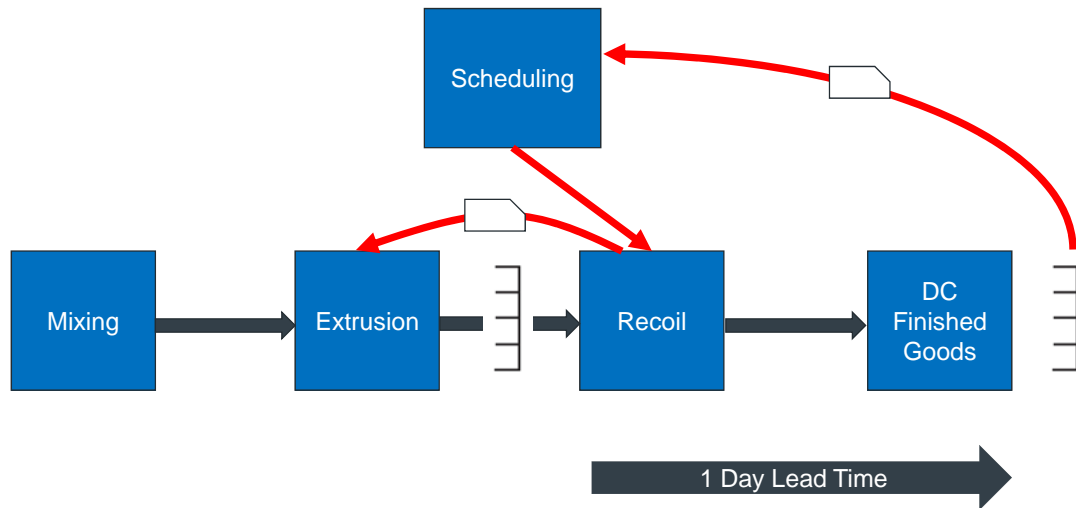 Scheduling
Mixing
Extrusion
Recoil
DC
Finished
Goods
1 Day Lead Time